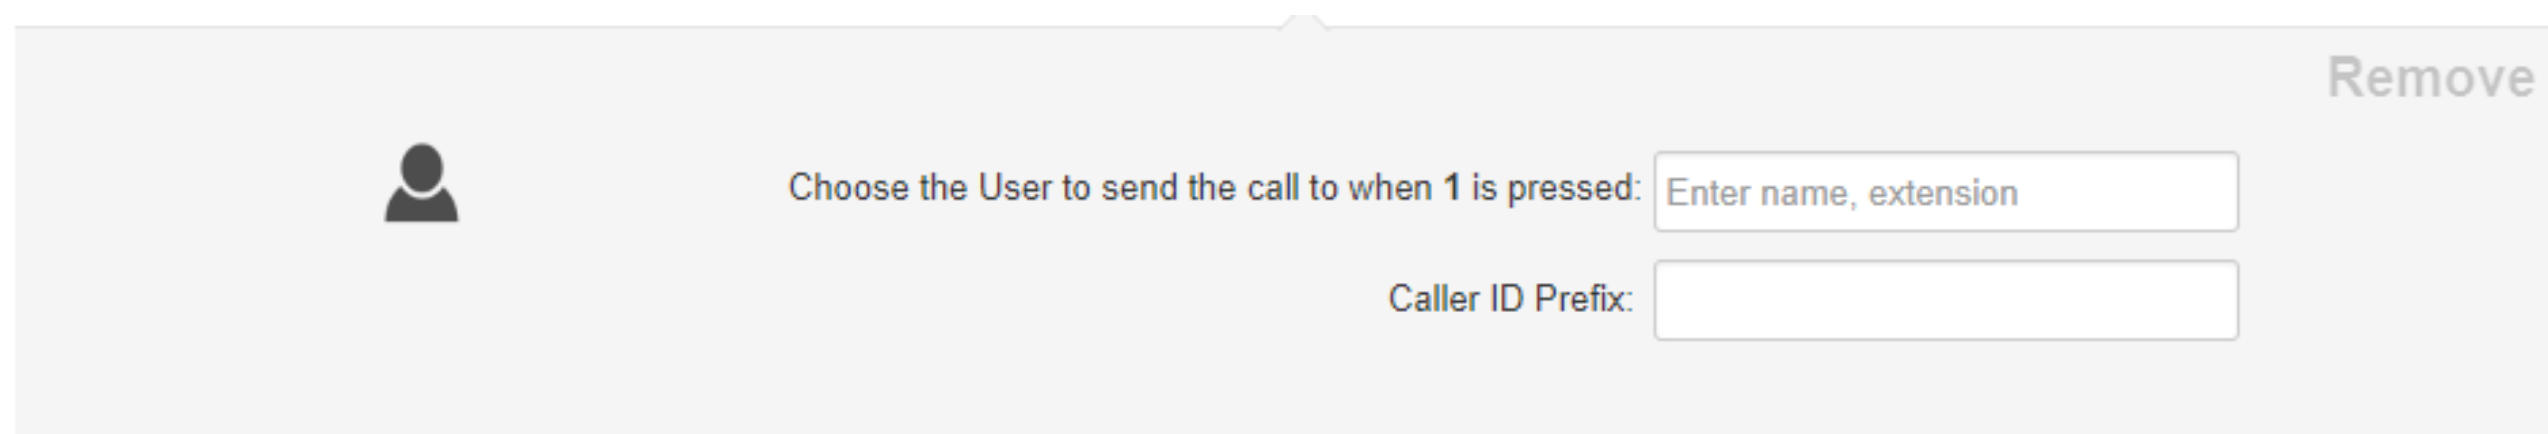 Remove
Choose the User to send the call to when 1 is pressed: Enter name, extension
Caller ID Prefix: